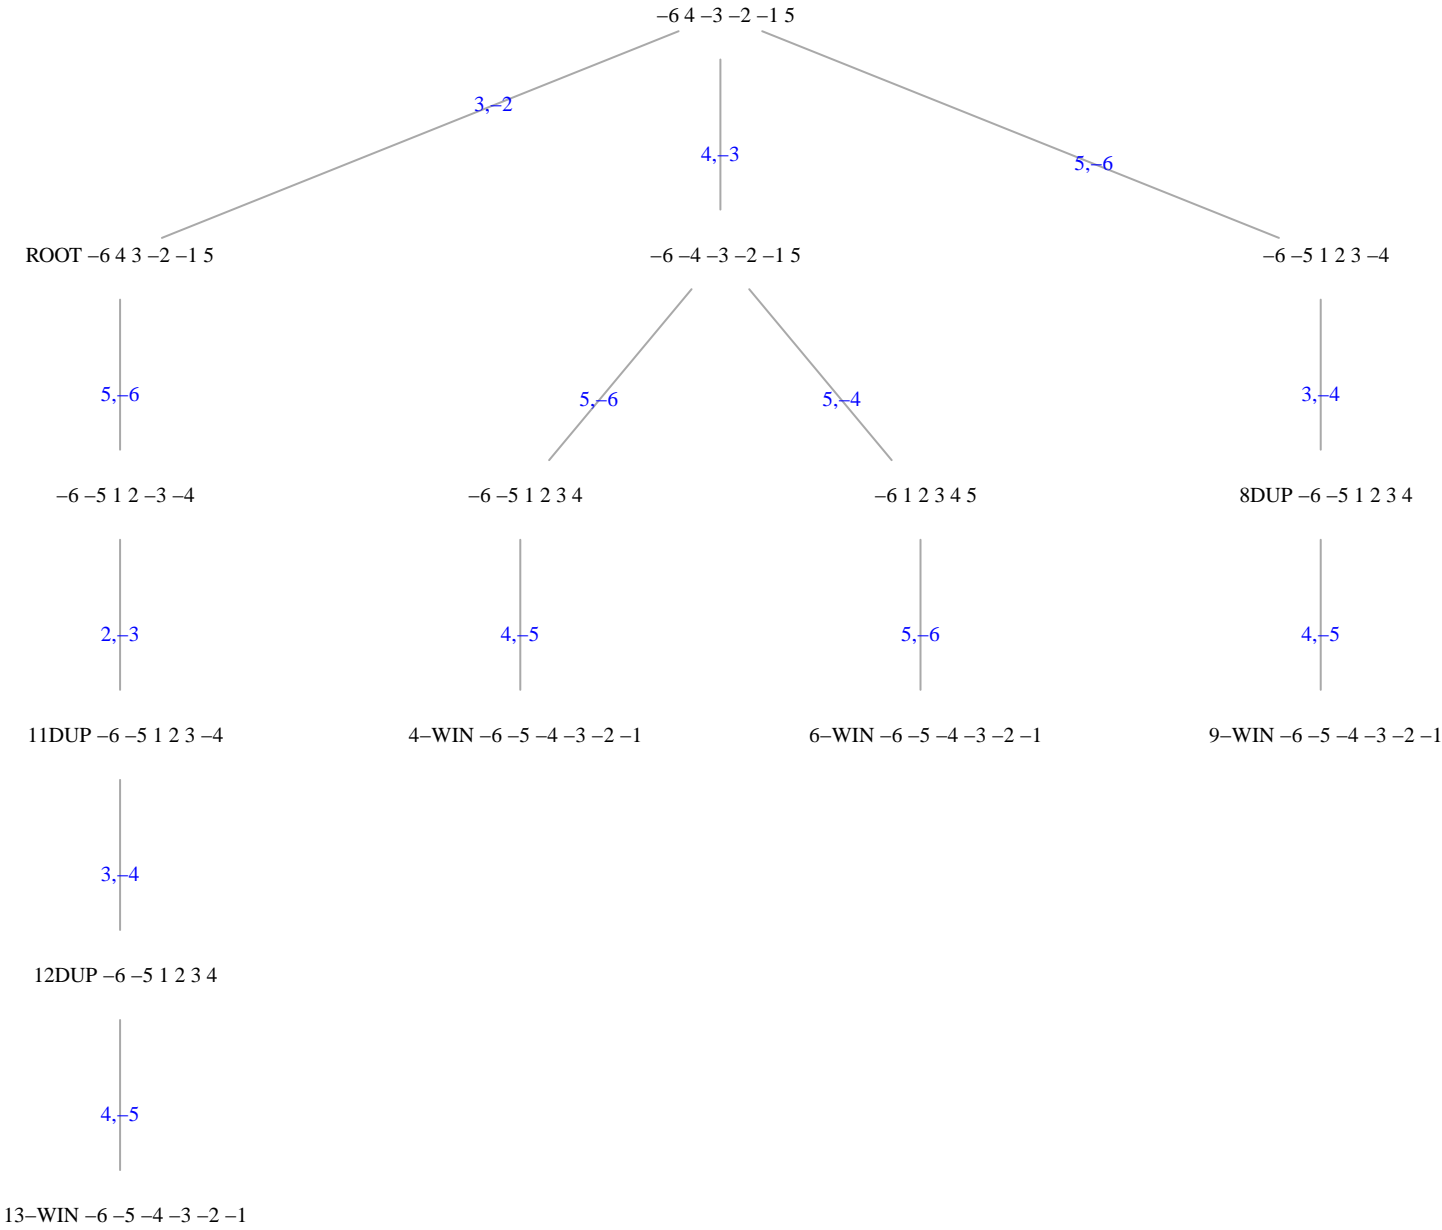 −6 4 −3 −2 −1 5
3,−2
4,−3
5,−6
ROOT −6 4 3 −2 −1 5
−6 −4 −3 −2 −1 5
−6 −5 1 2 3 −4
5,−6
5,−6
5,−4
3,−4
−6 −5 1 2 −3 −4
−6 −5 1 2 3 4
−6 1 2 3 4 5
8DUP −6 −5 1 2 3 4
2,−3
4,−5
5,−6
4,−5
11DUP −6 −5 1 2 3 −4
4−WIN −6 −5 −4 −3 −2 −1
6−WIN −6 −5 −4 −3 −2 −1
9−WIN −6 −5 −4 −3 −2 −1
3,−4
12DUP −6 −5 1 2 3 4
4,−5
13−WIN −6 −5 −4 −3 −2 −1